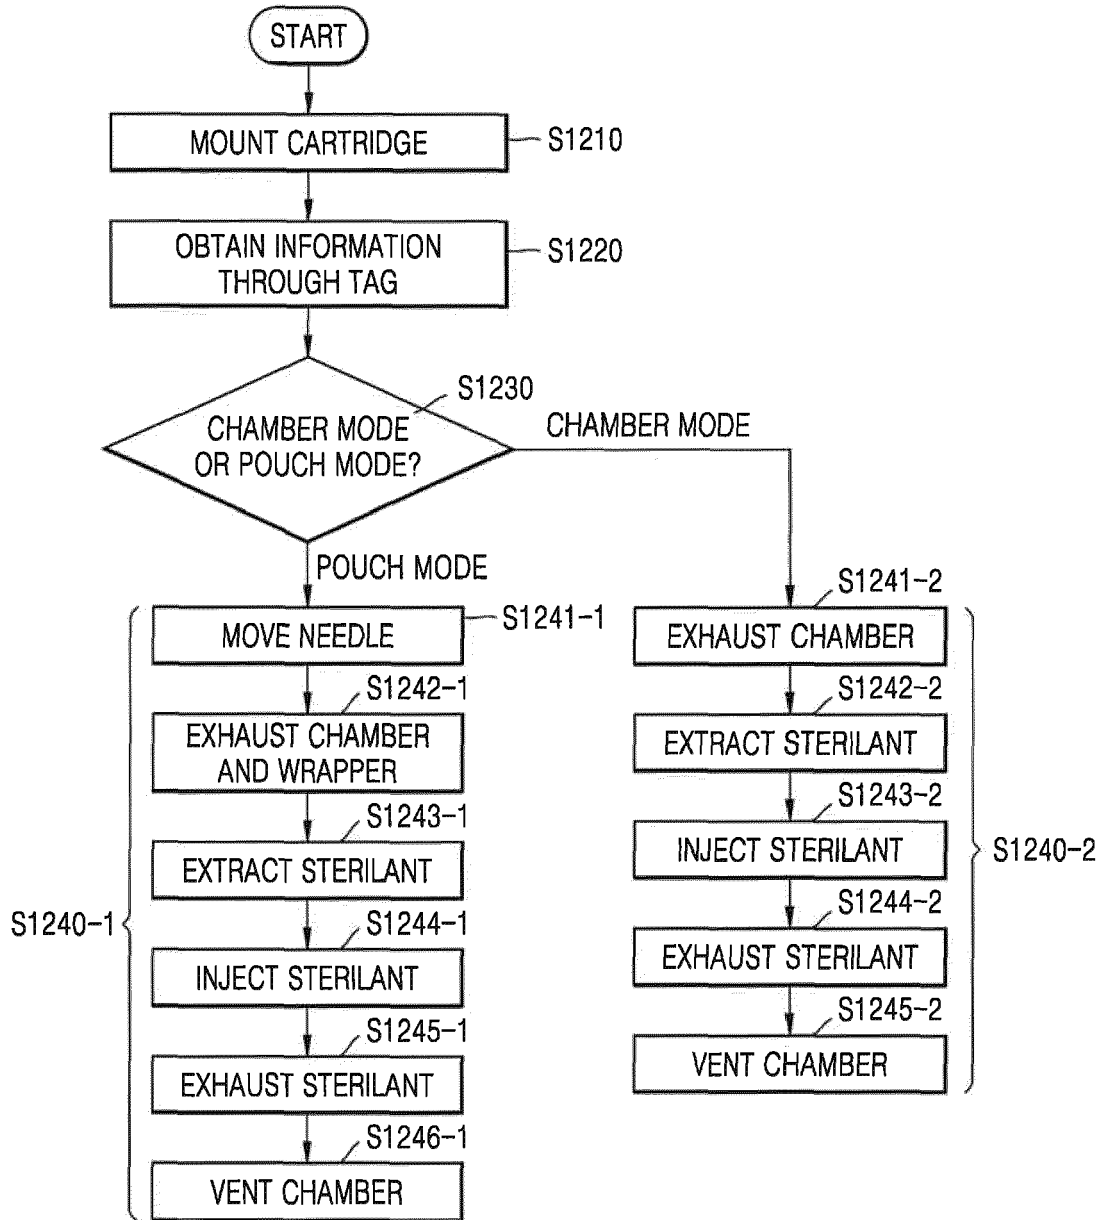 START
MOUNT CARTRIDGE
S1210
OBTAIN INFORMATION
THROUGH TAG
S1220
S1230
CHAMBER MODE
OR POUCH MODE?
CHAMBER MODE
POUCH MODE
S1240-1
MOVE NEEDLE
S1241-1
S1242-1
EXHAUST CHAMBER
AND WRAPPER
S1243-1
EXTRACT STERILANT
S1244-1
INJECT STERILANT
S1245-1
EXHAUST STERILANT
S1246-1
VENT CHAMBER
S1241-2
EXHAUST CHAMBER
S1242-2
EXTRACT STERILANT
S1243-2
INJECT STERILANT
S1240-2
S1244-2
EXHAUST STERILANT
S1245-2
VENT CHAMBER